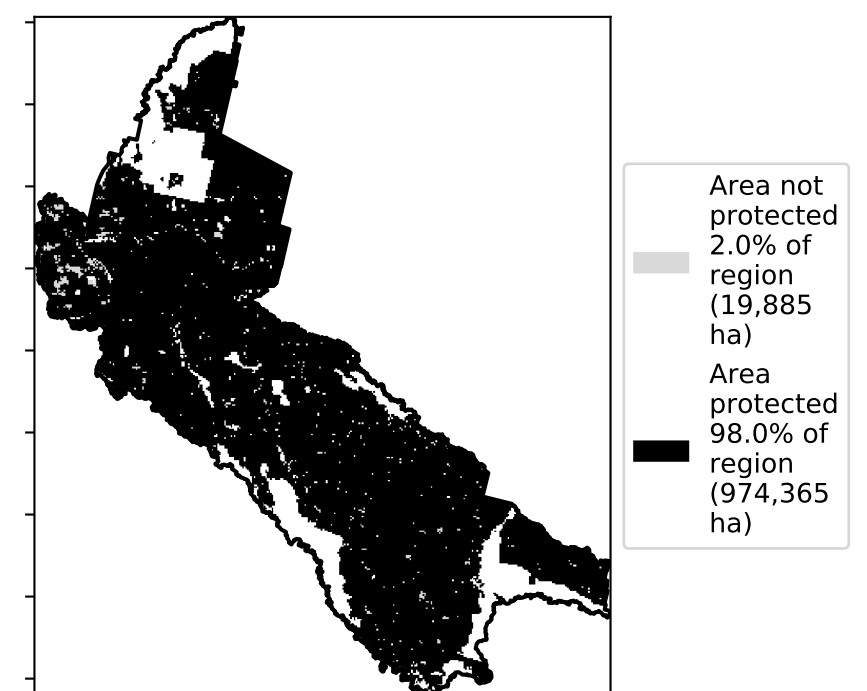 Area not
protected
2.0% of
region
(19,885
ha)
Area
protected
98.0% of
region
(974,365
ha)